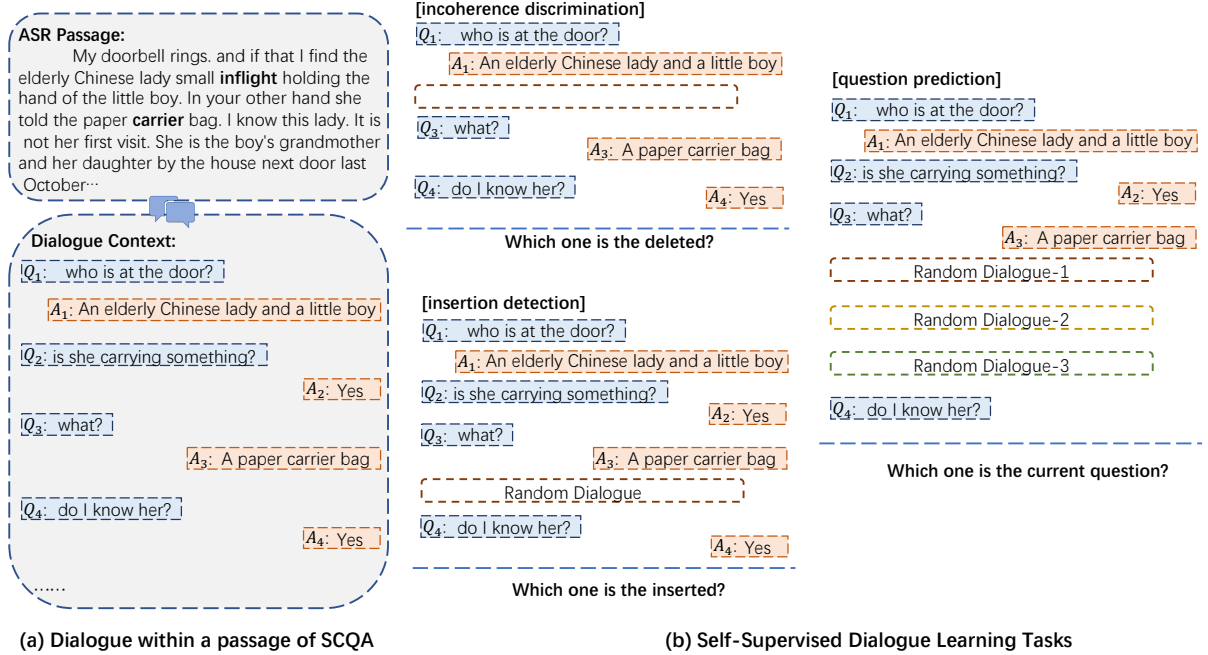 ASR Passage:
My doorbell rings. and if that I find the
elderly Chinese lady small inflight holding the
hand of the little boy. In your other hand she
told the paper carrier bag. I know this lady. It is
not her first visit. She is the boy's grandmother
and her daughter by the house next door last
October···
Dialogue Context:
Q₁: who is at the door?
A₁: An elderly Chinese lady and a little boy
Q₂: is she carrying something?
A₂: Yes
Q₃: what?
A₃: A paper carrier bag
Q₄: do I know her?
A₄: Yes
......
(a) Dialogue within a passage of SCQA
[incoherence discrimination]
Q₁: who is at the door?
A₁: An elderly Chinese lady and a little boy
Q₃: what?
A₃: A paper carrier bag
Q₄: do I know her?
A₄: Yes
Which one is the deleted?
[insertion detection]
Q₁: who is at the door?
A₁: An elderly Chinese lady and a little boy
Q₂: is she carrying something?
A₂: Yes
Q₃: what?
A₃: A paper carrier bag
Random Dialogue
Q₄: do I know her?
A₄: Yes
Which one is the inserted?
[question prediction]
Q₁: who is at the door?
A₁: An elderly Chinese lady and a little boy
Q₂: is she carrying something?
A₂: Yes
Q₃: what?
A₃: A paper carrier bag
Random Dialogue-1
Random Dialogue-2
Random Dialogue-3
Q₄: do I know her?
Which one is the current question?
(b) Self-Supervised Dialogue Learning Tasks